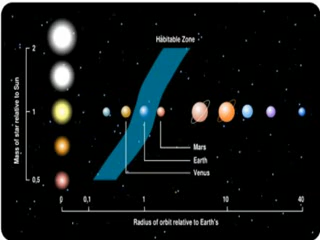 Habitable Zone
2
Mass of star relative to Sun
1
Mars
Earth
Venus
0.5
0 0.1 1 10 40
Radius of orbit relative to Earth's